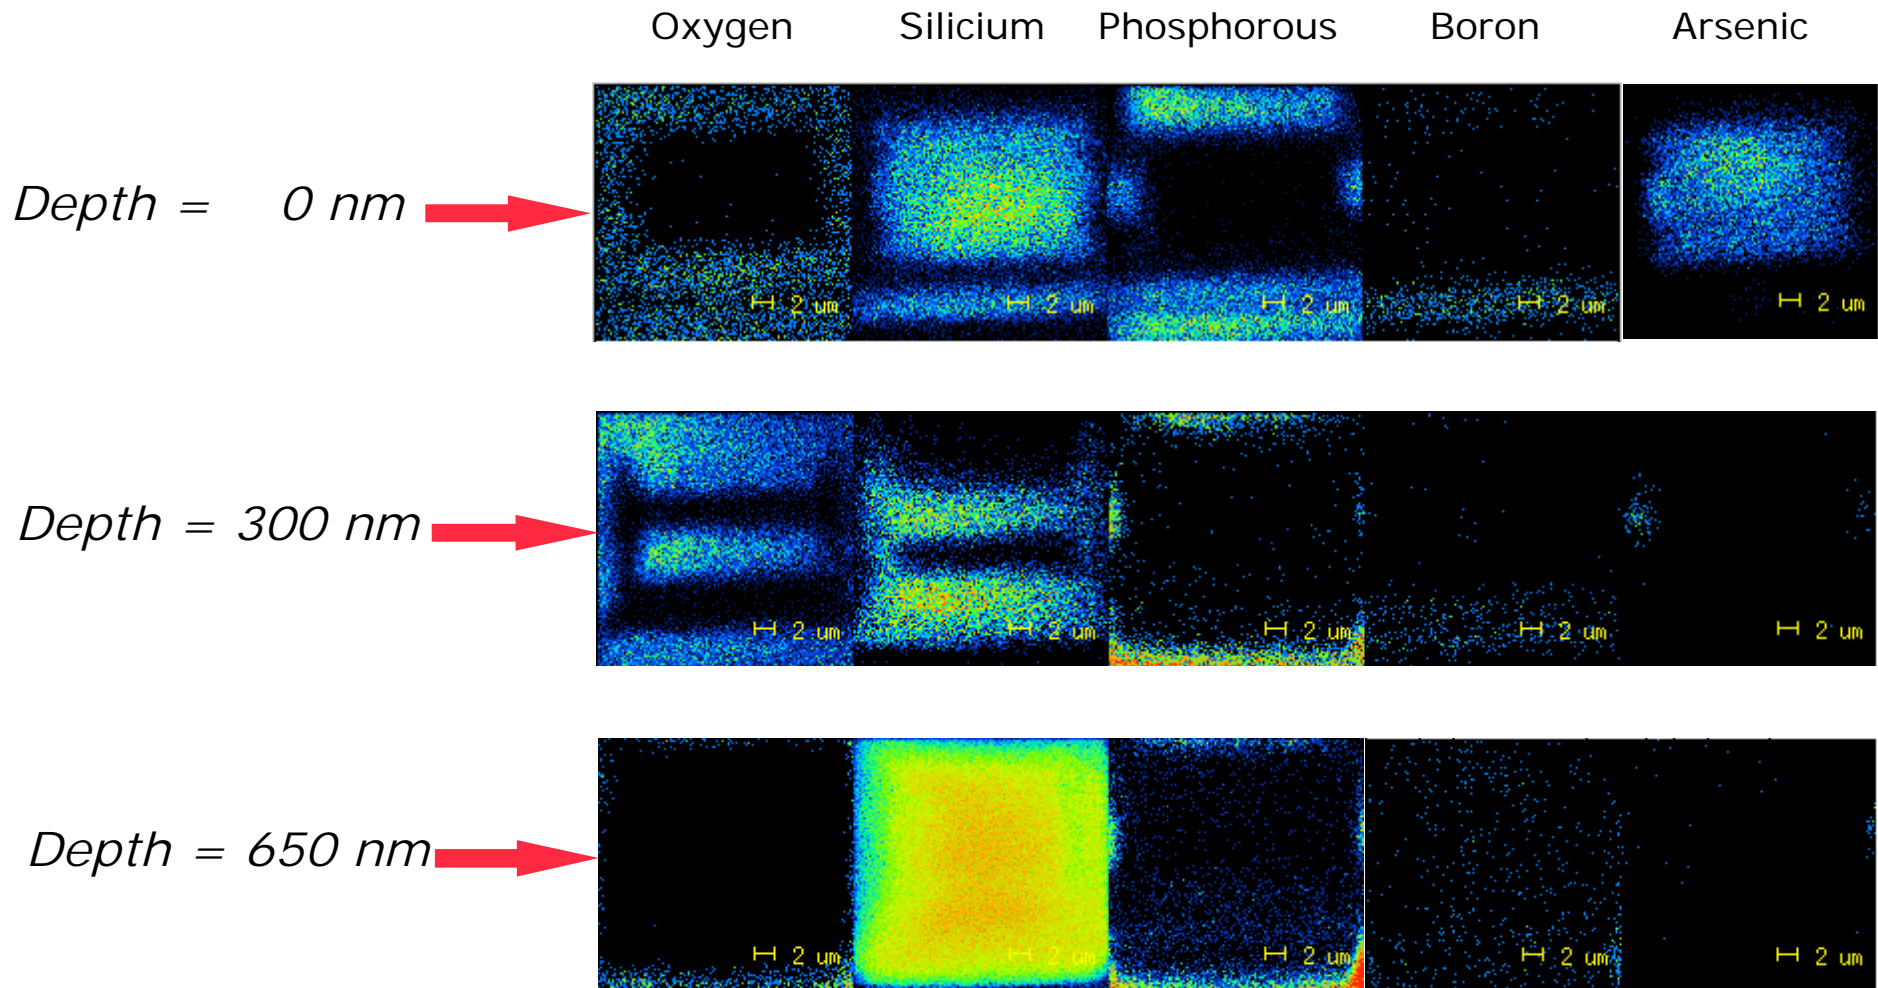 Oxygen Silicium Phosphorous Boron Arsenic
Depth = 0 nm
2 um 2 um 2 um 2 um 2 um
Depth = 300 nm
2 um 2 um 2 um 2 um 2 um
Depth = 650 nm
2 um 2 um 2 um 2 um 2 um